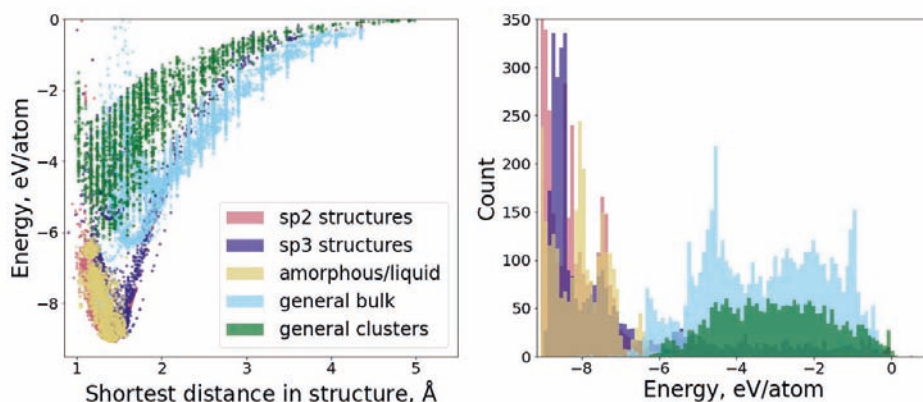 0
−2
−4
−6
−8
Energy, eV/atom
1
2
3
4
5
Shortest distance in structure, Å
sp2 structures
sp3 structures
amorphous/liquid
general bulk
general clusters
350
300
250
200
150
100
50
0
Count
−8
−6
−4
−2
0
Energy, eV/atom